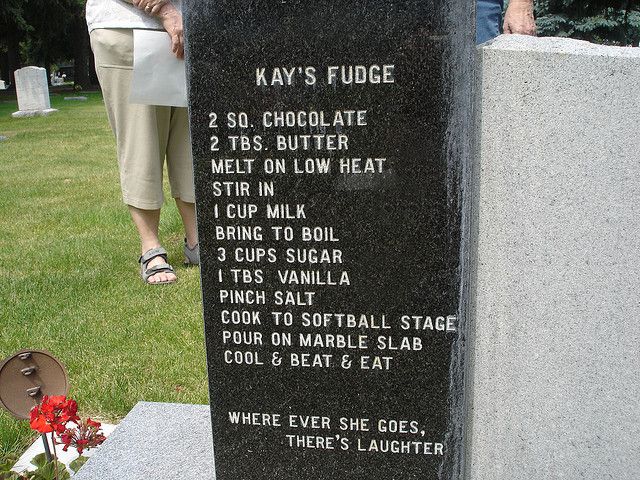 KAY'S FUDGE
2 SQ. CHOCOLATE
2 TBS. BUTTER
MELT ON LOW HEAT
STIR IN
1 CUP MILK
BRING TO BOIL
3 CUPS SUGAR
1 TBS VANILLA
PINCH SALT
COOK TO SOFTBALL STAGE
POUR ON MARBLE SLAB
COOL & BEAT & EAT
WHERE EVER SHE GOES,
THERE'S LAUGHTER